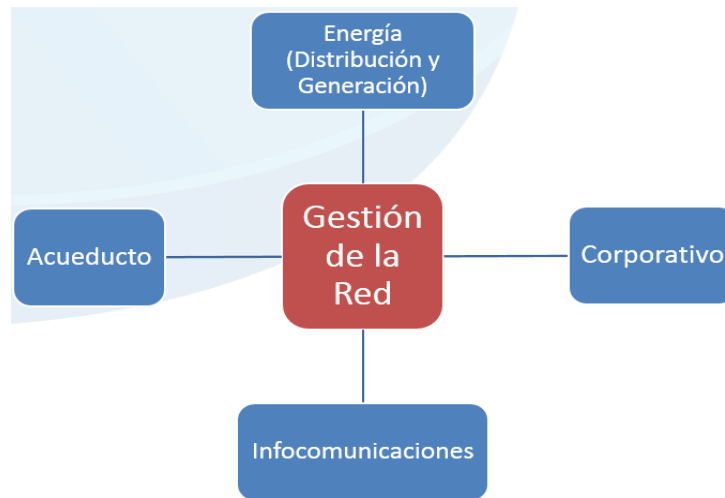 Energía
(Distribución y
Generación)
Acueducto
Gestión
de la
Red
Corporativo
Infocomunicaciones